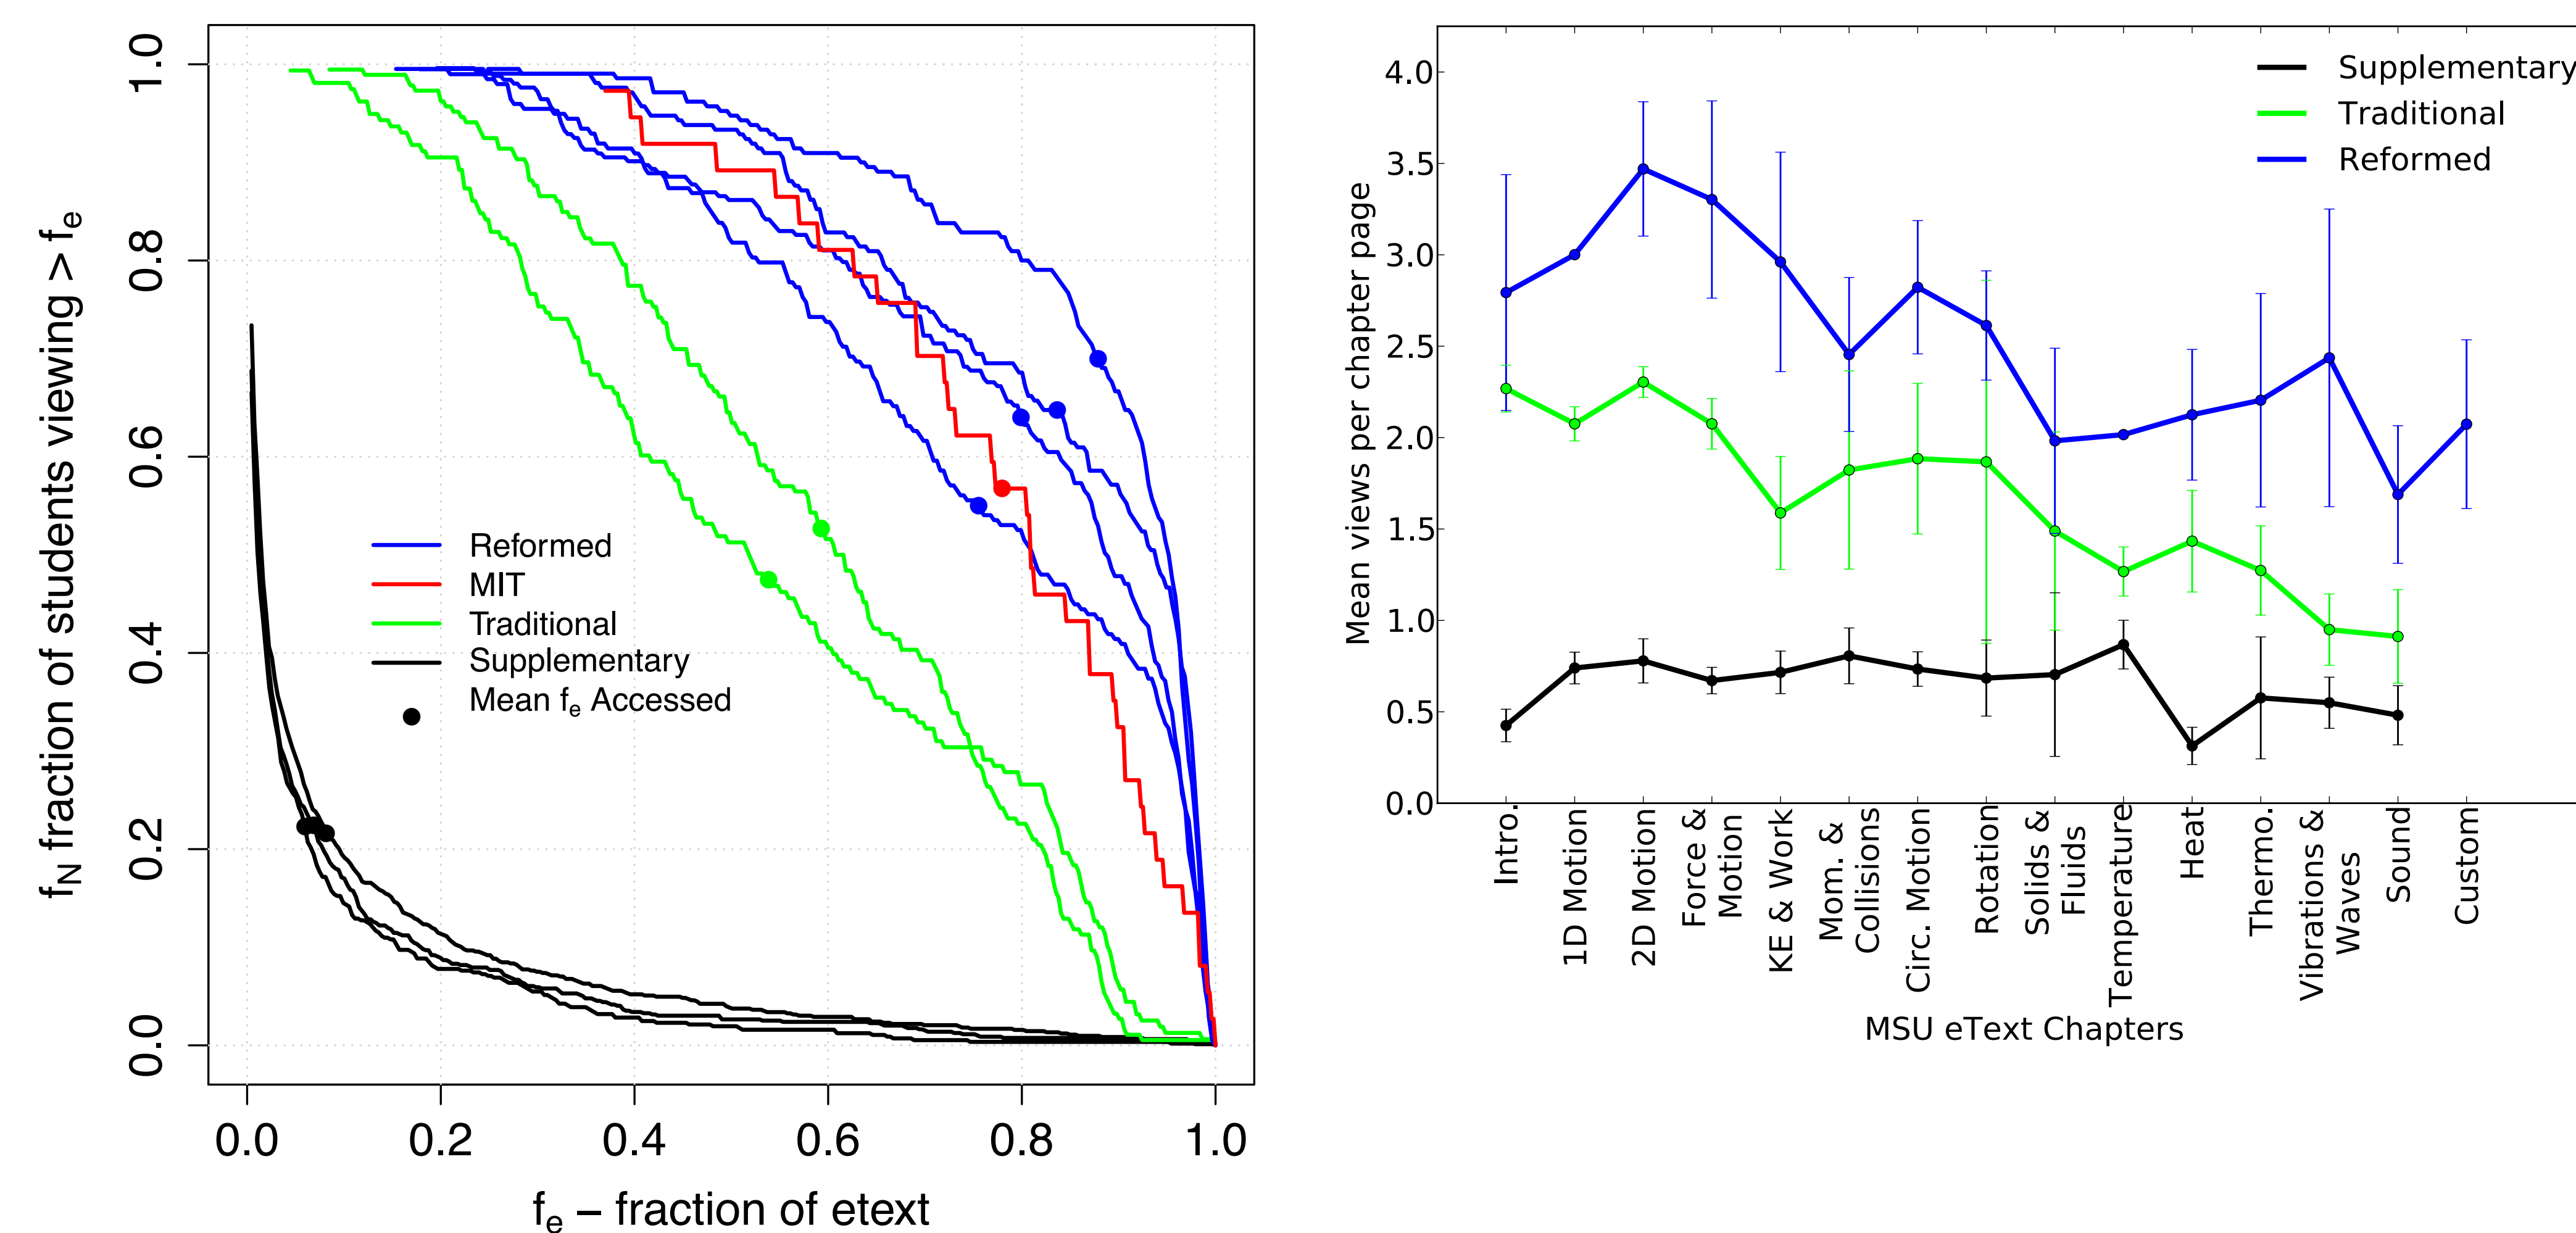 f_N fraction of students viewing > f_e
1.0
0.8
0.6
0.4
0.2
0.0
Reformed
MIT
Traditional
Supplementary
Mean f_e Accessed
0.0 0.2 0.4 0.6 0.8 1.0
f_e – fraction of etext
Mean views per chapter page
4.0
3.5
3.0
2.5
2.0
1.5
1.0
0.5
0.0
Supplementary
Traditional
Reformed
Intro.
1D Motion
2D Motion
Force &
Motion
KE & Work
Mom. &
Collisions
Circ. Motion
Rotation
Solids &
Fluids
Temperature
Heat
Thermo.
Vibrations &
Waves
Sound
Custom
MSU eText Chapters